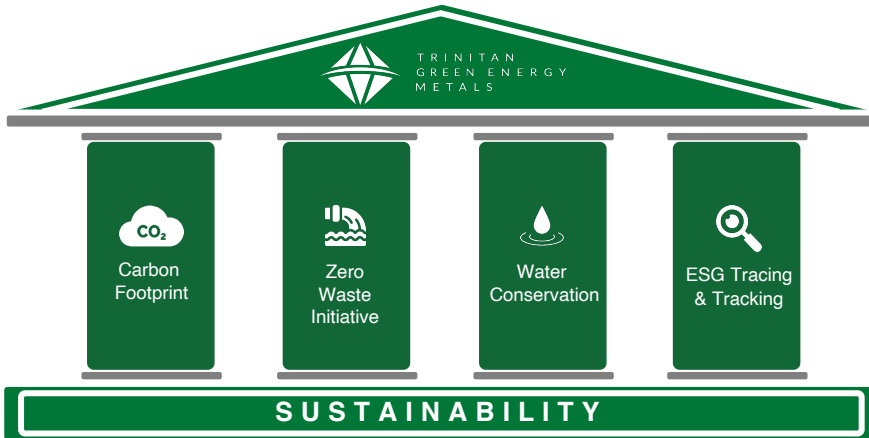 TRINITAN
GREEN ENERGY
METALS
CO₂
Carbon
Footprint
Zero
Waste
Initiative
Water
Conservation
ESG Tracing
& Tracking
SUSTAINABILITY